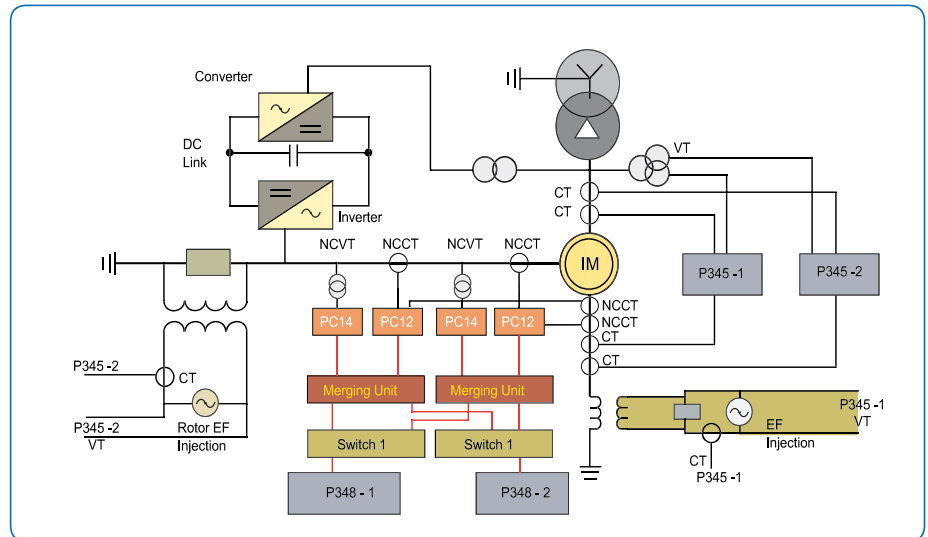 Converter
VT
DC
Link
CT
CT
Inverter
NCVT
NCCT
NCVT
NCCT
IM
P345 -1
P345 -2
NCCT
NCCT
CT
CT
PC14
PC12
PC14
PC12
P345 -2
CT
Merging Unit
Merging Unit
P345 -2
VT
Rotor EF
Injection
Switch 1
Switch 1
P345 -1
VT
EF
Injection
CT
P345 -1
P348 - 1
P348 - 2